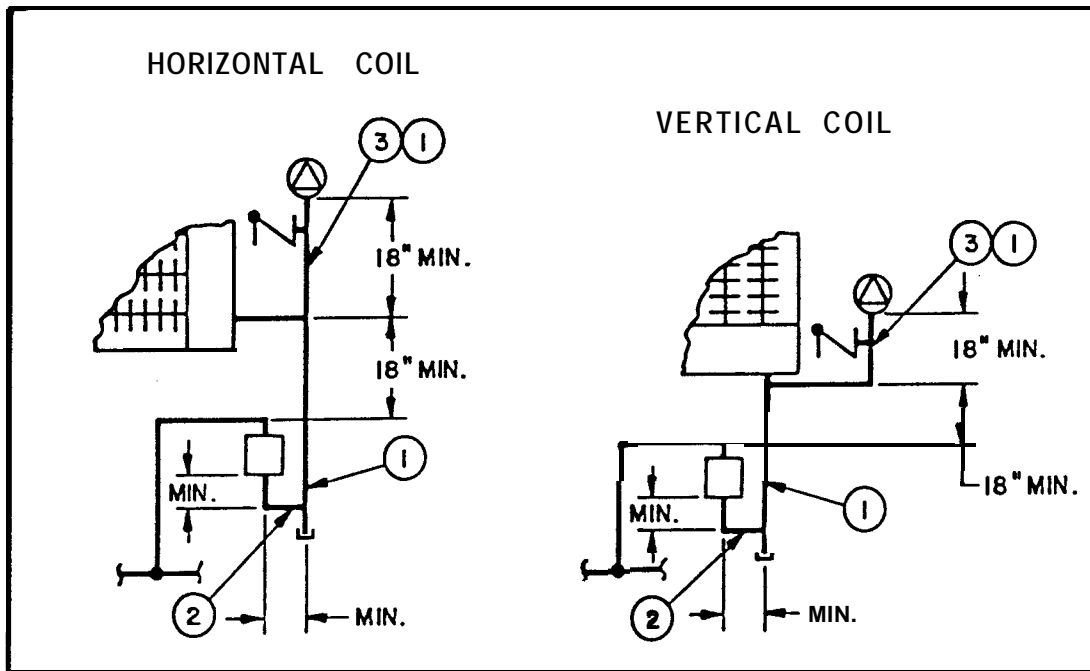 HORIZONTAL COIL
3 1
18" MIN.
18" MIN.
1
MIN.
2
MIN.
VERTICAL COIL
3 1
18" MIN.
18" MIN.
1
MIN.
2
MIN.